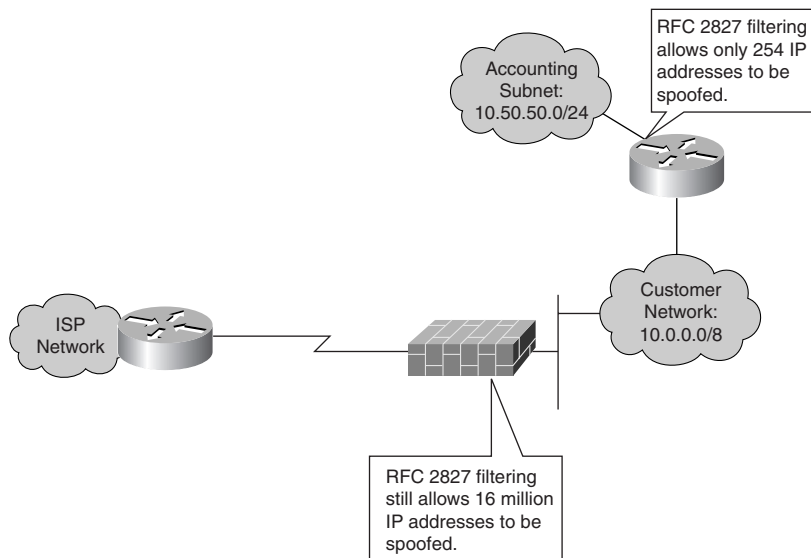 RFC 2827 filtering
allows only 254 IP
addresses to be
spoofed.
Accounting
Subnet:
10.50.50.0/24
ISP
Network
Customer
Network:
10.0.0.0/8
RFC 2827 filtering
still allows 16 million
IP addresses to be
spoofed.